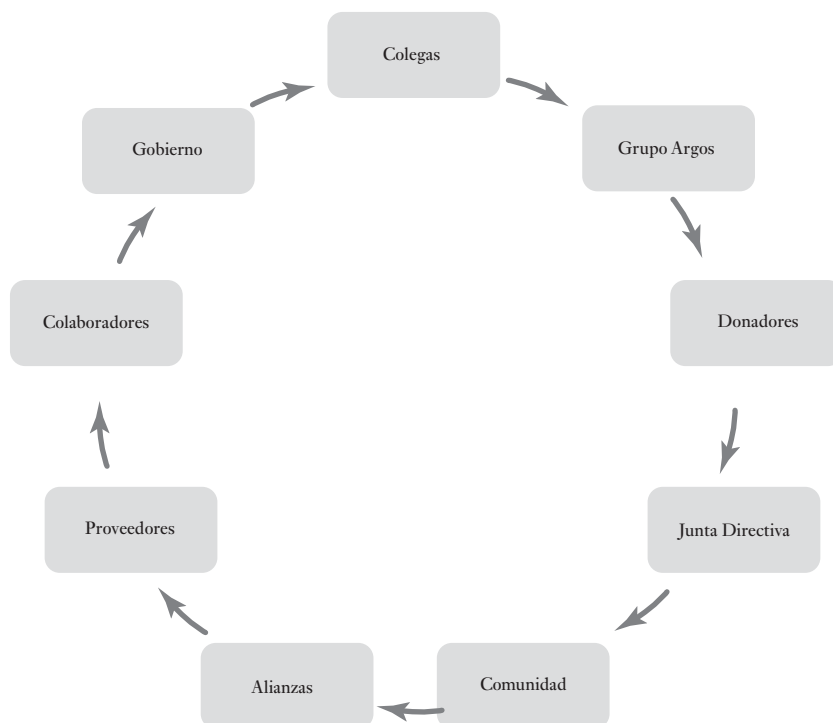 Colegas
Grupo Argos
Donadores
Junta Directiva
Comunidad
Alianzas
Proveedores
Colaboradores
Gobierno